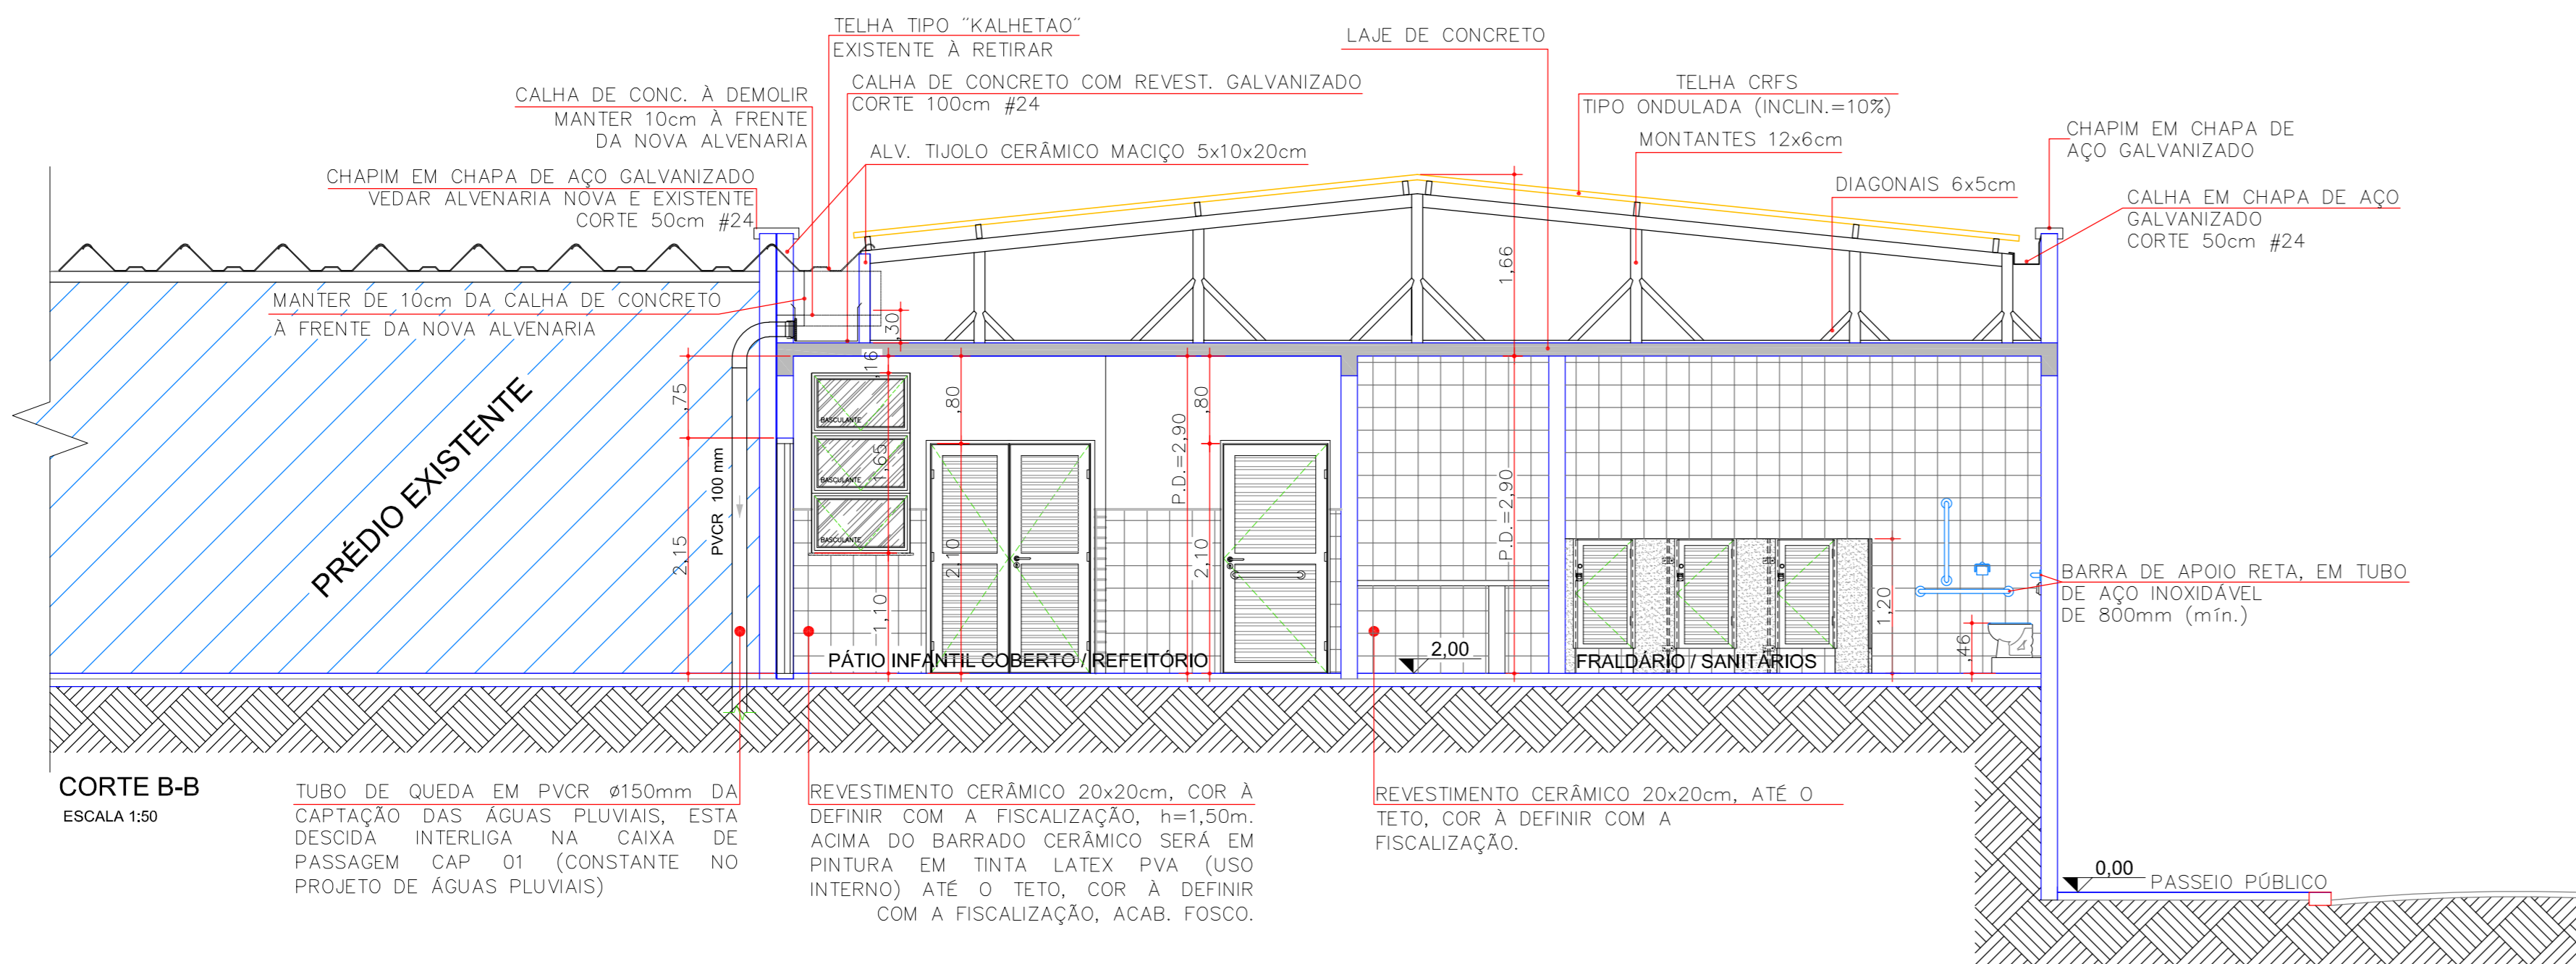 TELHA TIPO "KALHETAO"
EXISTENTE À RETIRAR
LAJE DE CONCRETO
CALHA DE CONCRETO COM REVEST. GALVANIZADO
CORTE 100cm #24
TELHA CRFS
TIPO ONDULADA (INCLIN.=10%)
CALHA DE CONC. À DEMOLIR
MANTER 10cm À FRENTE
DA NOVA ALVENARIA
MONTANTES 12x6cm
CHAPIM EM CHAPA DE
AÇO GALVANIZADO
ALV. TIJOLO CERÂMICO MACIÇO 5x10x20cm
CHAPIM EM CHAPA DE AÇO GALVANIZADO
VEDAR ALVENARIA NOVA E EXISTENTE
CORTE 50cm #24
DIAGONAIS 6x5cm
CALHA EM CHAPA DE AÇO
GALVANIZADO
CORTE 50cm #24
1,66
MANTER DE 10cm DA CALHA DE CONCRETO
À FRENTE DA NOVA ALVENARIA
,30
,16
,75
,80
,80
PRÉDIO EXISTENTE
BASCULANTE
BASCULANTE
BASCULANTE
1,65
P.D.=2,90
P.D.=2,90
PVCR 100 mm
2,15
2,10
2,10
1,10
1,20
,46
BARRA DE APOIO RETA, EM TUBO
DE AÇO INOXIDÁVEL
DE 800mm (mín.)
PÁTIO INFANTIL COBERTO / REFEITÓRIO
2,00
FRALDÁRIO / SANITÁRIOS
CORTE B-B
ESCALA 1:50
TUBO DE QUEDA EM PVCR ø150mm DA
CAPTAÇÃO DAS ÁGUAS PLUVIAIS, ESTA
DESCIDA INTERLIGA NA CAIXA DE
PASSAGEM CAP 01 (CONSTANTE NO
PROJETO DE ÁGUAS PLUVIAIS)
REVESTIMENTO CERÂMICO 20x20cm, COR À
DEFINIR COM A FISCALIZAÇÃO, h=1,50m.
ACIMA DO BARRADO CERÂMICO SERÁ EM
PINTURA EM TINTA LATEX PVA (USO
INTERNO) ATÉ O TETO, COR À DEFINIR
COM A FISCALIZAÇÃO, ACAB. FOSCO.
REVESTIMENTO CERÂMICO 20x20cm, ATÉ O
TETO, COR À DEFINIR COM A
FISCALIZAÇÃO.
0,00
PASSEIO PÚBLICO